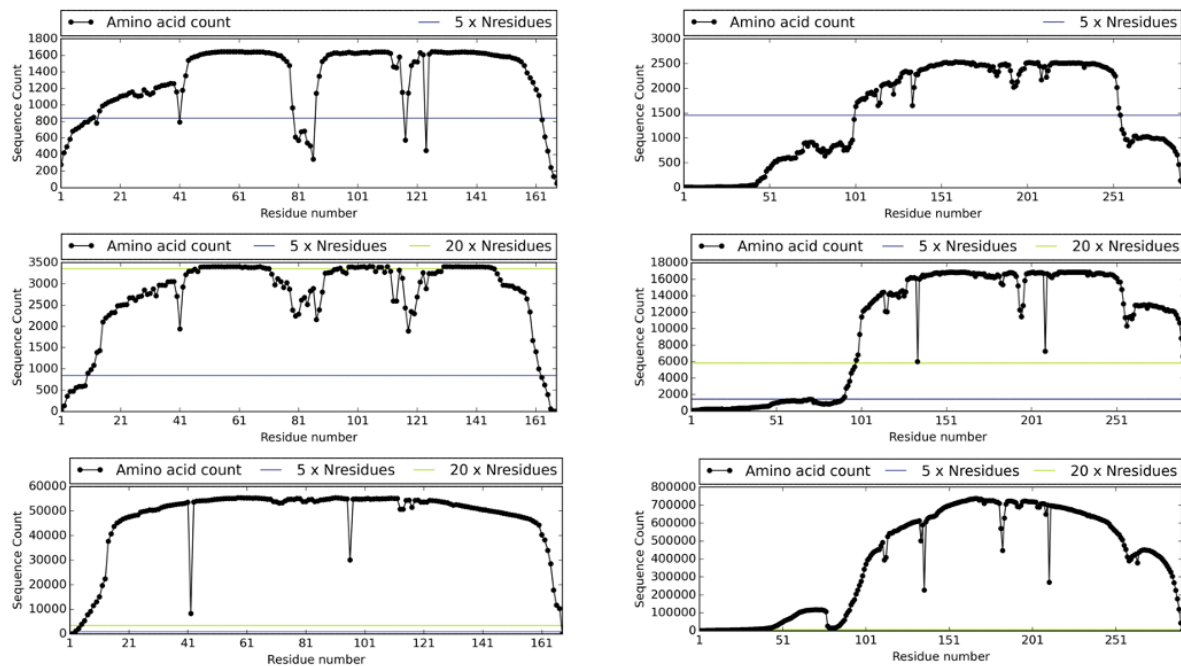 Amino acid count 5 x Nresidues
Sequence Count
1800
1600
1400
1200
1000
800
600
400
200
0
1 21 41 61 81 101 121 141 161
Residue number
Amino acid count 5 x Nresidues
Sequence Count
3000
2500
2000
1500
1000
500
0
51 101 151 201 251
Residue number
Amino acid count 5 x Nresidues 20 x Nresidues
Sequence Count
3500
3000
2500
2000
1500
1000
500
0
1 21 41 61 81 101 121 141 161
Residue number
Amino acid count 5 x Nresidues 20 x Nresidues
Sequence Count
18000
16000
14000
12000
10000
8000
6000
4000
2000
0
1 51 101 151 201 251
Residue number
Amino acid count 5 x Nresidues 20 x Nresidues
Sequence Count
60000
50000
40000
30000
20000
10000
0
1 21 41 61 81 101 121 141 161
Residue number
Amino acid count 5 x Nresidues 20 x Nresidues
Sequence Count
800000
700000
600000
500000
400000
300000
200000
100000
0
1 51 101 151 201 251
Residue number